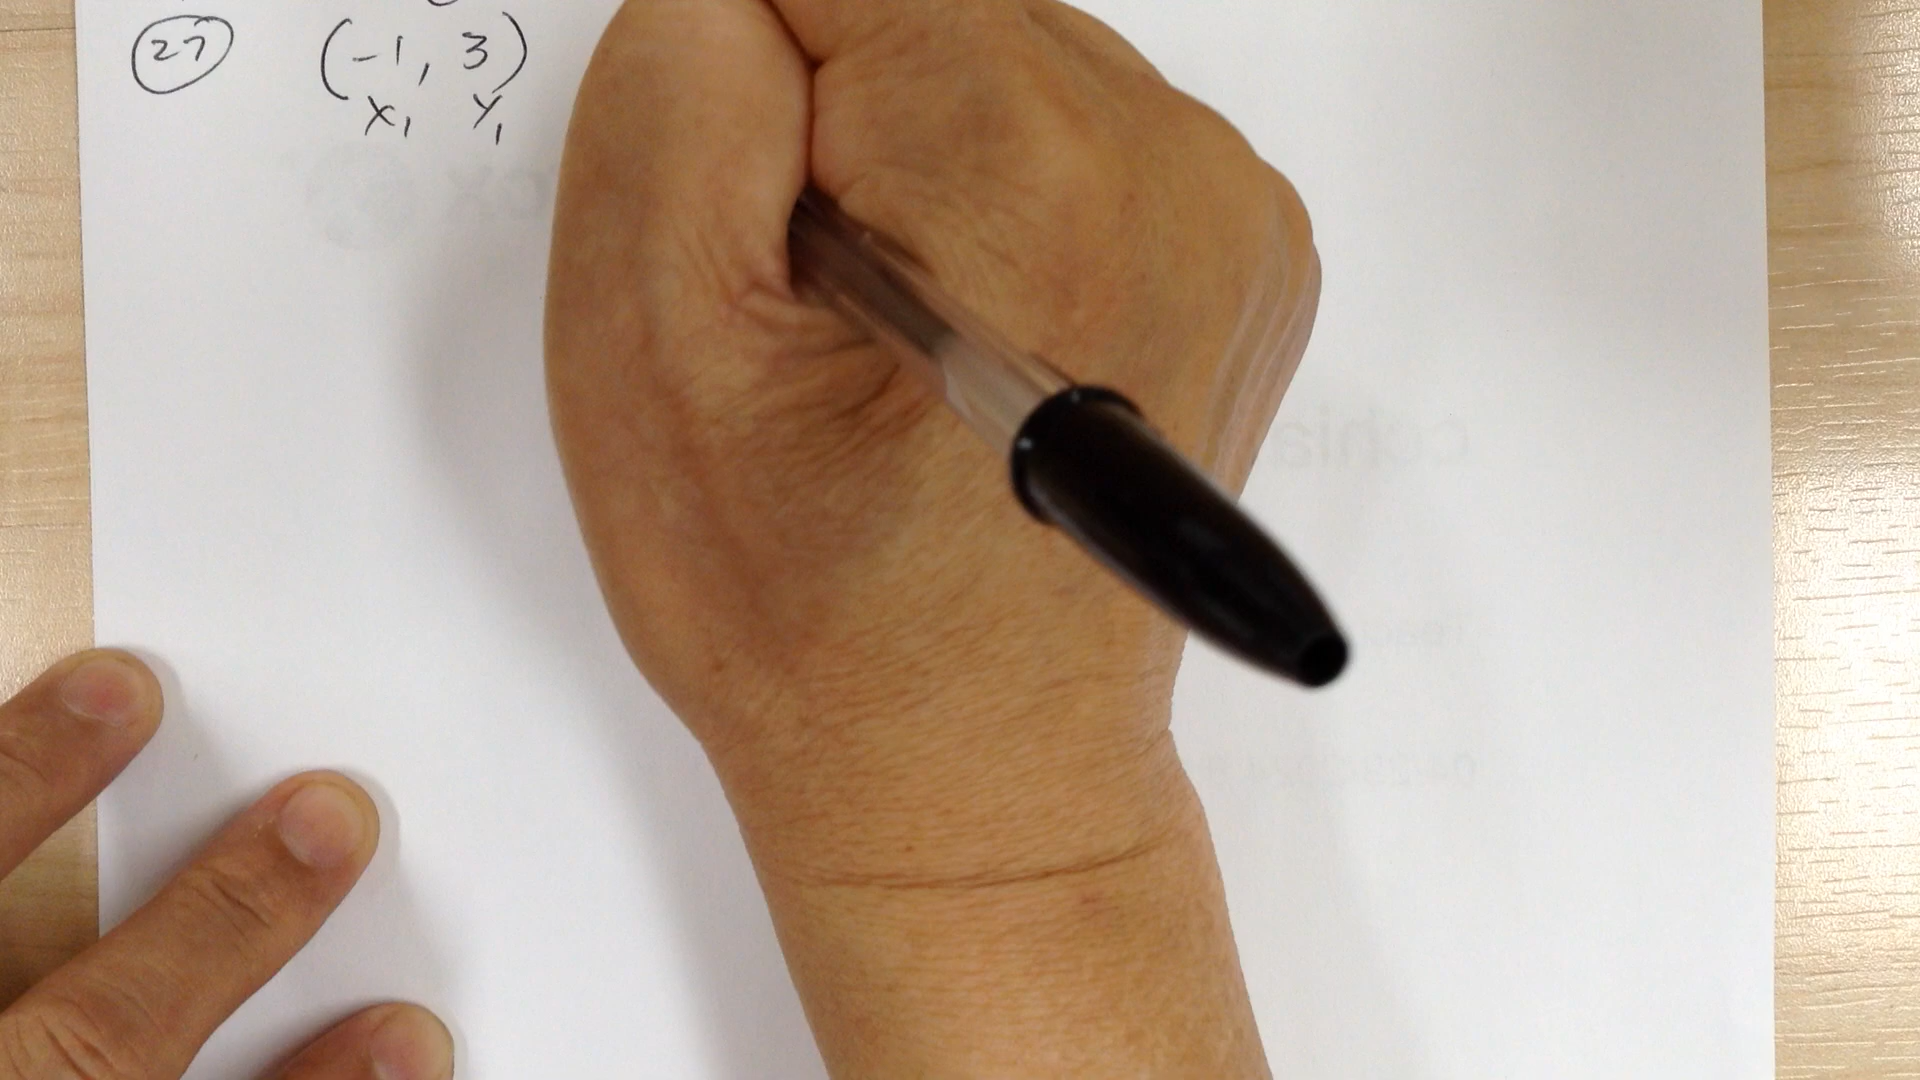 27 (-1, 3)
x₁ y₁